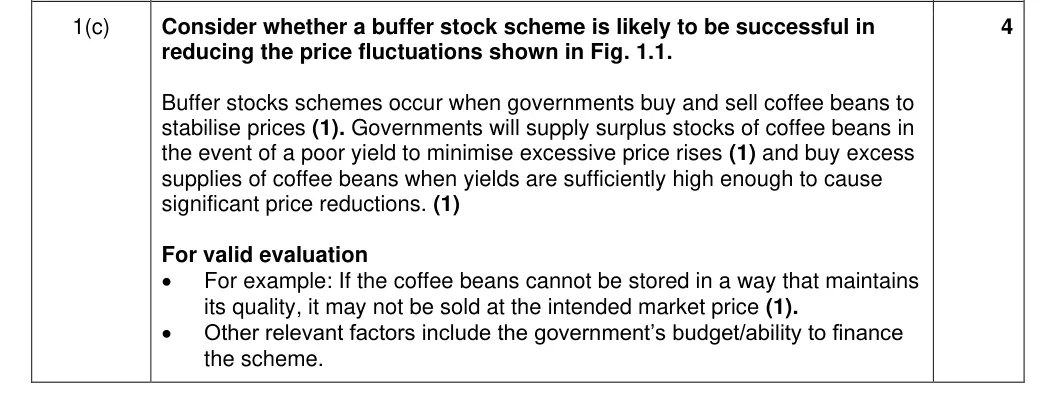 1(c)
Consider whether a buffer stock scheme is likely to be successful in
reducing the price fluctuations shown in Fig. 1.1.
4
Buffer stocks schemes occur when governments buy and sell coffee beans to
stabilise prices (1). Governments will supply surplus stocks of coffee beans in
the event of a poor yield to minimise excessive price rises (1) and buy excess
supplies of coffee beans when yields are sufficiently high enough to cause
significant price reductions. (1)
For valid evaluation
• For example: If the coffee beans cannot be stored in a way that maintains
its quality, it may not be sold at the intended market price (1).
• Other relevant factors include the government’s budget/ability to finance
the scheme.